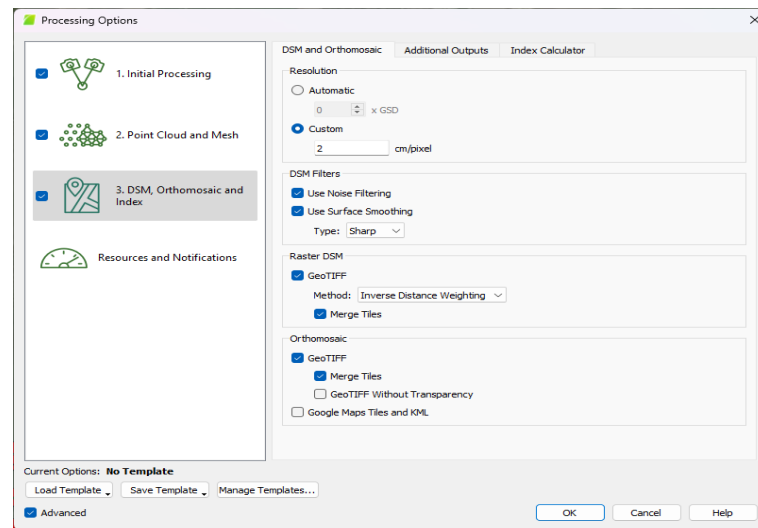 Processing Options
1. Initial Processing
2. Point Cloud and Mesh
3. DSM, Orthomosaic and
Index
Resources and Notifications
DSM and Orthomosaic
Additional Outputs
Index Calculator
Resolution
Automatic
0
x GSD
Custom
2
cm/pixel
DSM Filters
Use Noise Filtering
Use Surface Smoothing
Type: Sharp
Raster DSM
GeoTIFF
Method: Inverse Distance Weighting
Merge Tiles
Orthomosaic
GeoTIFF
Merge Tiles
GeoTIFF Without Transparency
Google Maps Tiles and KML
Current Options: No Template
Load Template
Save Template
Manage Templates...
Advanced
OK
Cancel
Help